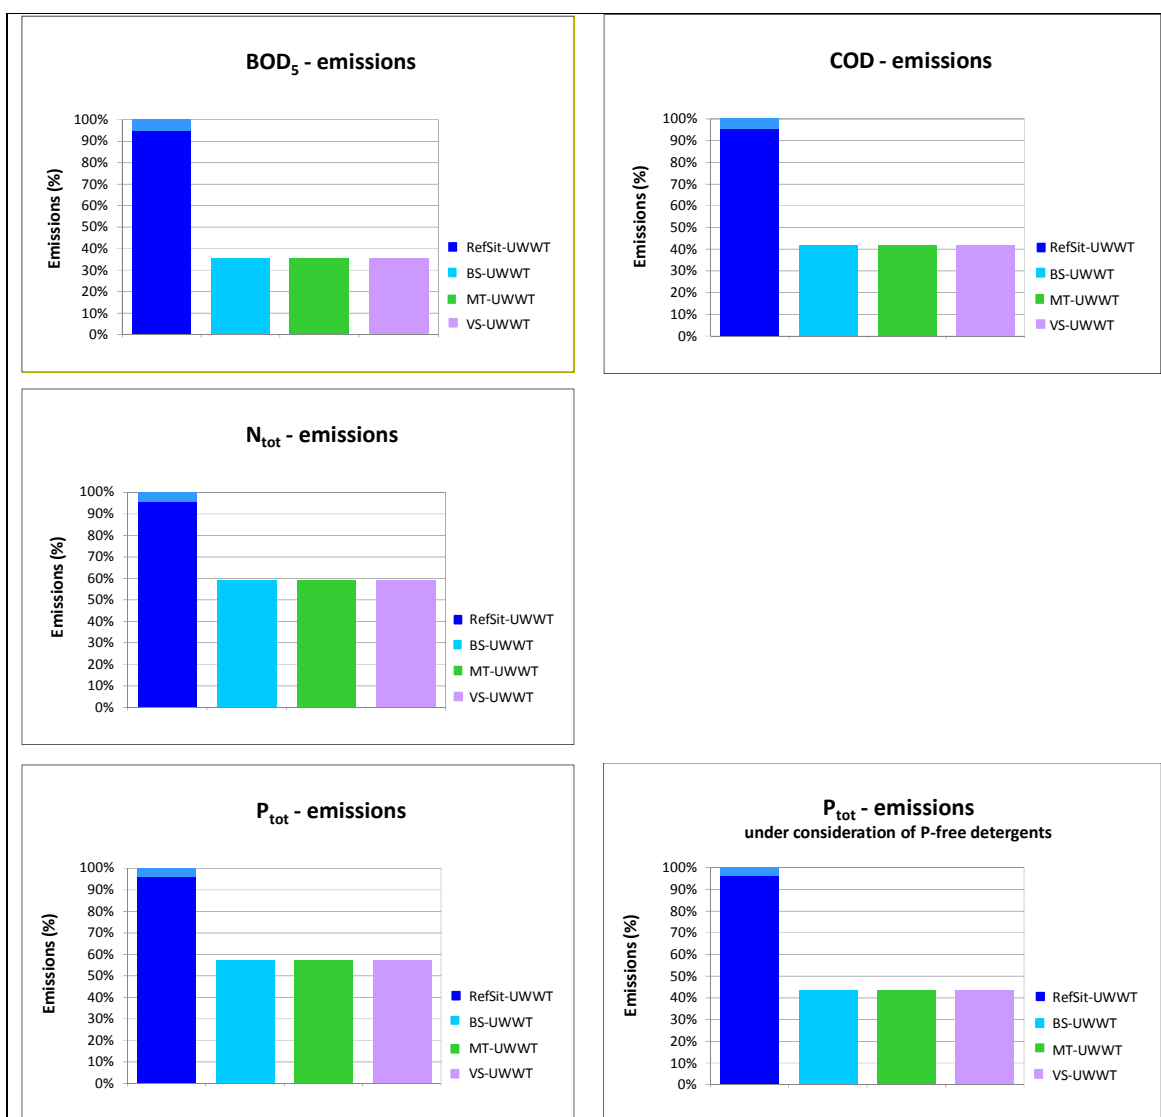 BOD5 - emissions
Emissions (%)
100%
90%
80%
70%
60%
50%
40%
30%
20%
10%
0%
RefSit-UWWT
BS-UWWT
MT-UWWT
VS-UWWT
COD - emissions
Emissions (%)
100%
90%
80%
70%
60%
50%
40%
30%
20%
10%
0%
RefSit-UWWT
BS-UWWT
MT-UWWT
VS-UWWT
Ntot - emissions
Emissions (%)
100%
90%
80%
70%
60%
50%
40%
30%
20%
10%
0%
RefSit-UWWT
BS-UWWT
MT-UWWT
VS-UWWT
Ptot - emissions
Emissions (%)
100%
90%
80%
70%
60%
50%
40%
30%
20%
10%
0%
RefSit-UWWT
BS-UWWT
MT-UWWT
VS-UWWT
Ptot - emissions
under consideration of P-free detergents
Emissions (%)
100%
90%
80%
70%
60%
50%
40%
30%
20%
10%
0%
RefSit-UWWT
BS-UWWT
MT-UWWT
VS-UWWT